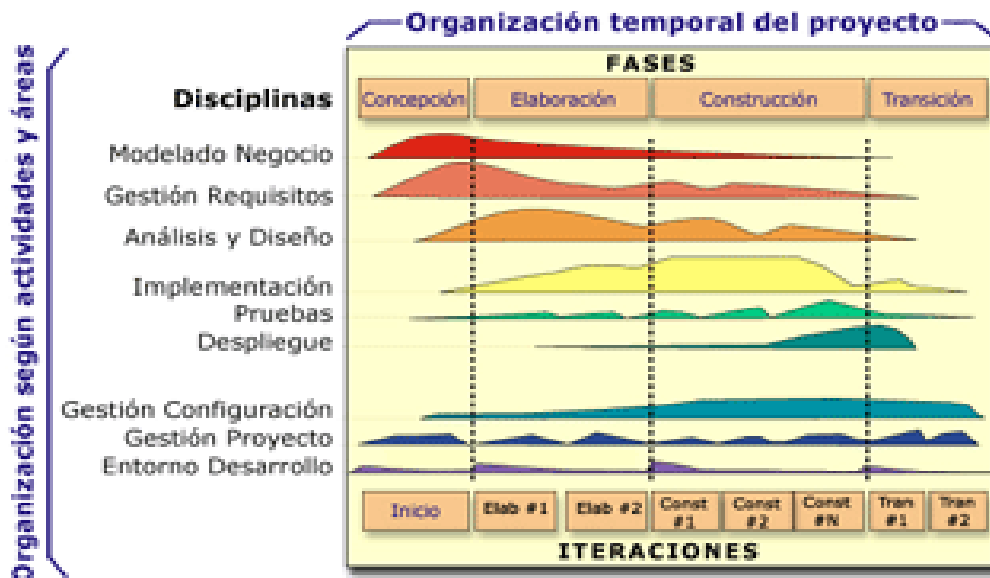 Organización temporal del proyecto
Organización según actividades y áreas
FASES
Disciplinas
Concepción
Elaboración
Construcción
Transición
Modelado Negocio
Gestión Requisitos
Análisis y Diseño
Implementación
Pruebas
Despliegue
Gestión Configuración
Gestión Proyecto
Entorno Desarrollo
Inicio
Elab #1
Elab #2
Const
#1
Const
#2
Const
#N
Tran
#1
Tran
#2
ITERACIONES